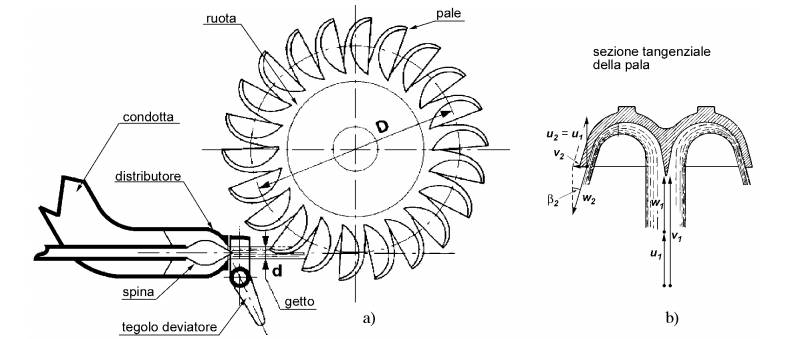 ruota
pale
condotta
D
distributore
d
spina
getto
tegolo deviatore
a)
sezione tangenziale
della pala
u2 = u1
v2
β2
w2
w1
v1
u1
b)